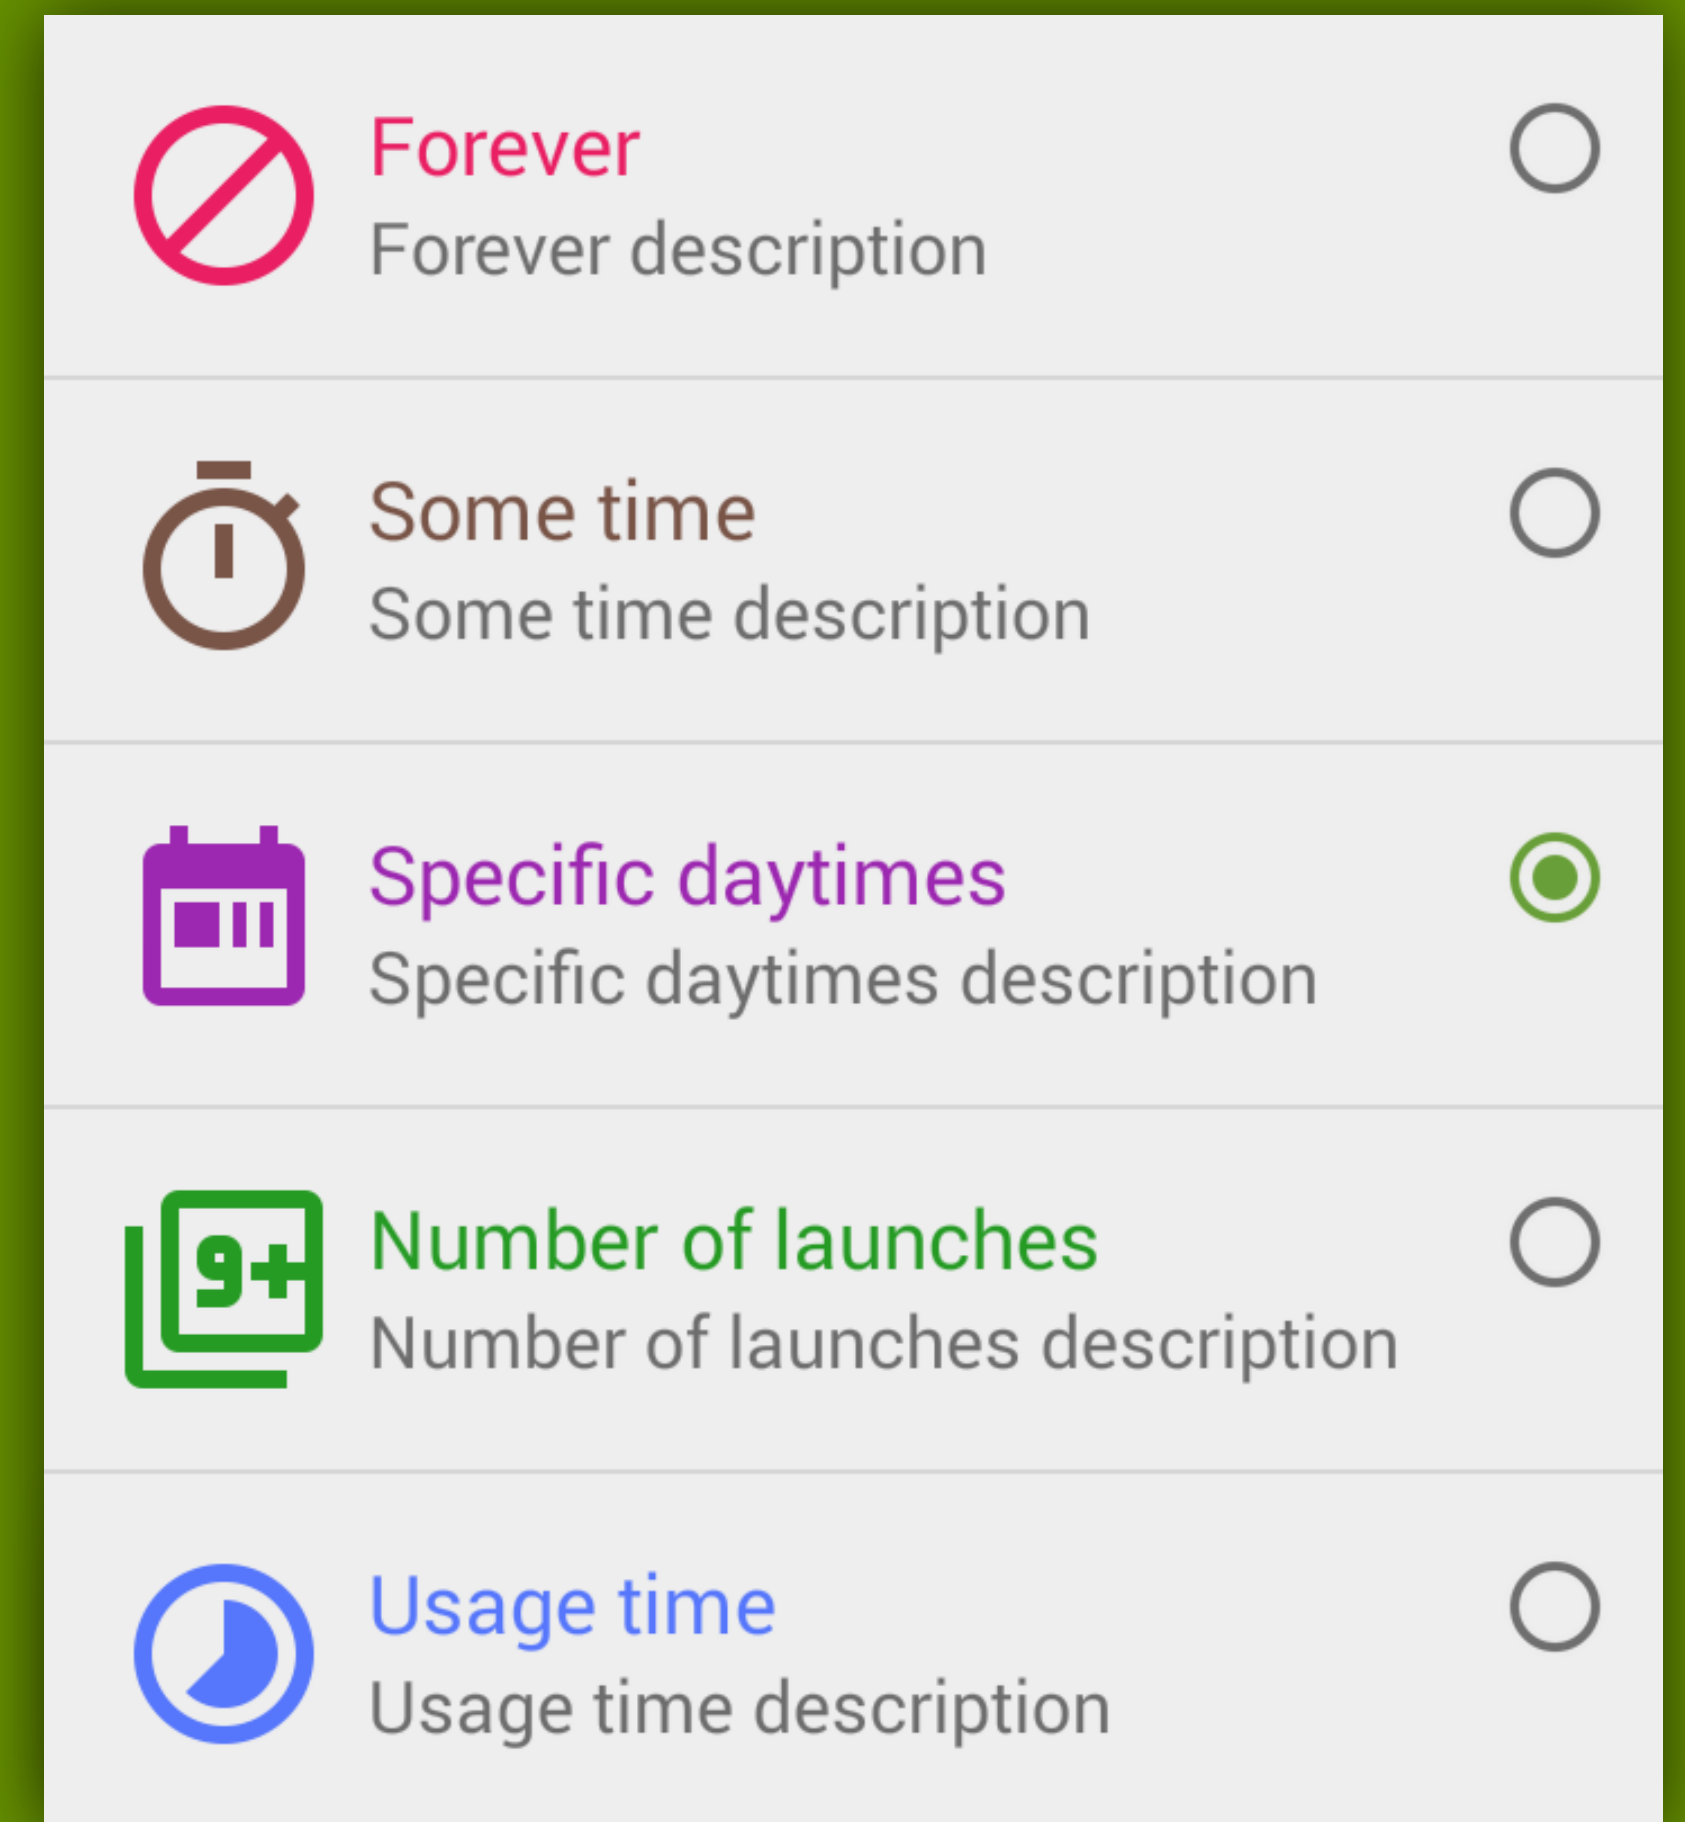 Forever
Forever description
Some time
Some time description
Specific daytimes
Specific daytimes description
9+
Number of launches
Number of launches description
Usage time
Usage time description